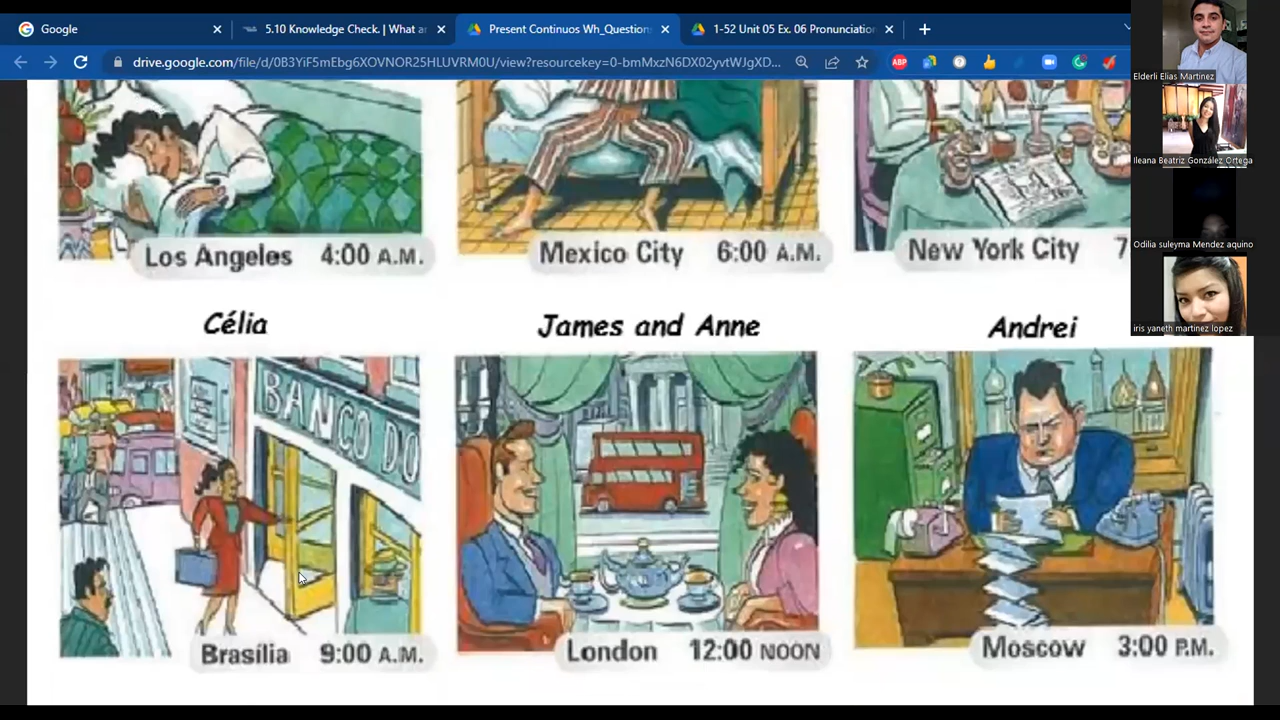 Google
5.10 Knowledge Check. | What ar
Present Continuos Wh_Questions
1-52 Unit 05 Ex. 06 Pronunciation
drive.google.com/file/d/0B3YiF5mEbg6XOVNOR25HLUVRM0U/view?resourcekey=0-bmMxzN6DX02yvtWJgXD...
ABP
Elderli Elias Martinez
Ileana Beatriz González Ortega
Odilia suleyma Mendez aquino
iris yaneth martinez lopez
Los Angeles 4:00 A.M.
Mexico City 6:00 A.M.
New York City 7
Célia
James and Anne
Andrei
BANCO DO
Brasília 9:00 A.M.
London 12:00 NOON
Moscow 3:00 P.M.